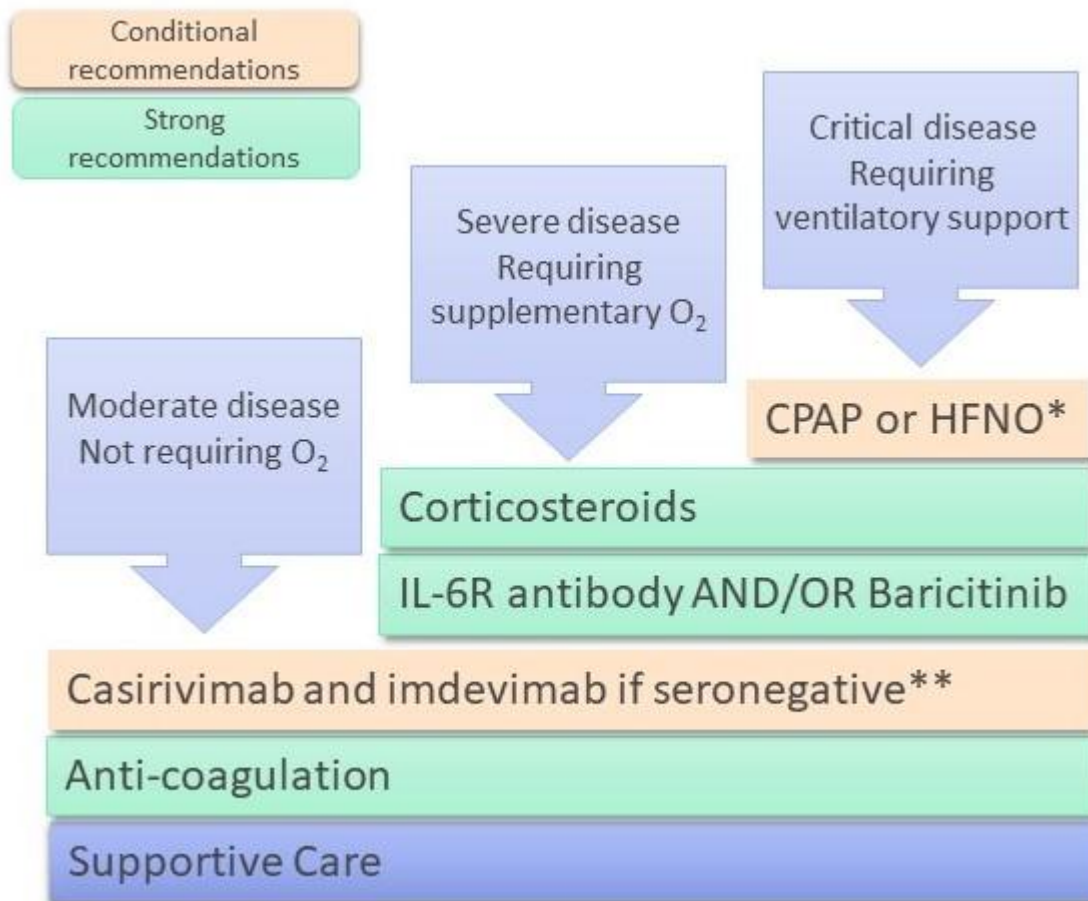 Conditional
recommendations
Strong
recommendations
Critical disease
Requiring
ventilatory support
Severe disease
Requiring
supplementary O₂
Moderate disease
Not requiring O₂
CPAP or HFNO*
Corticosteroids
IL-6R antibody AND/OR Baricitinib
Casirivimab and imdevimab if seronegative**
Anti-coagulation
Supportive Care